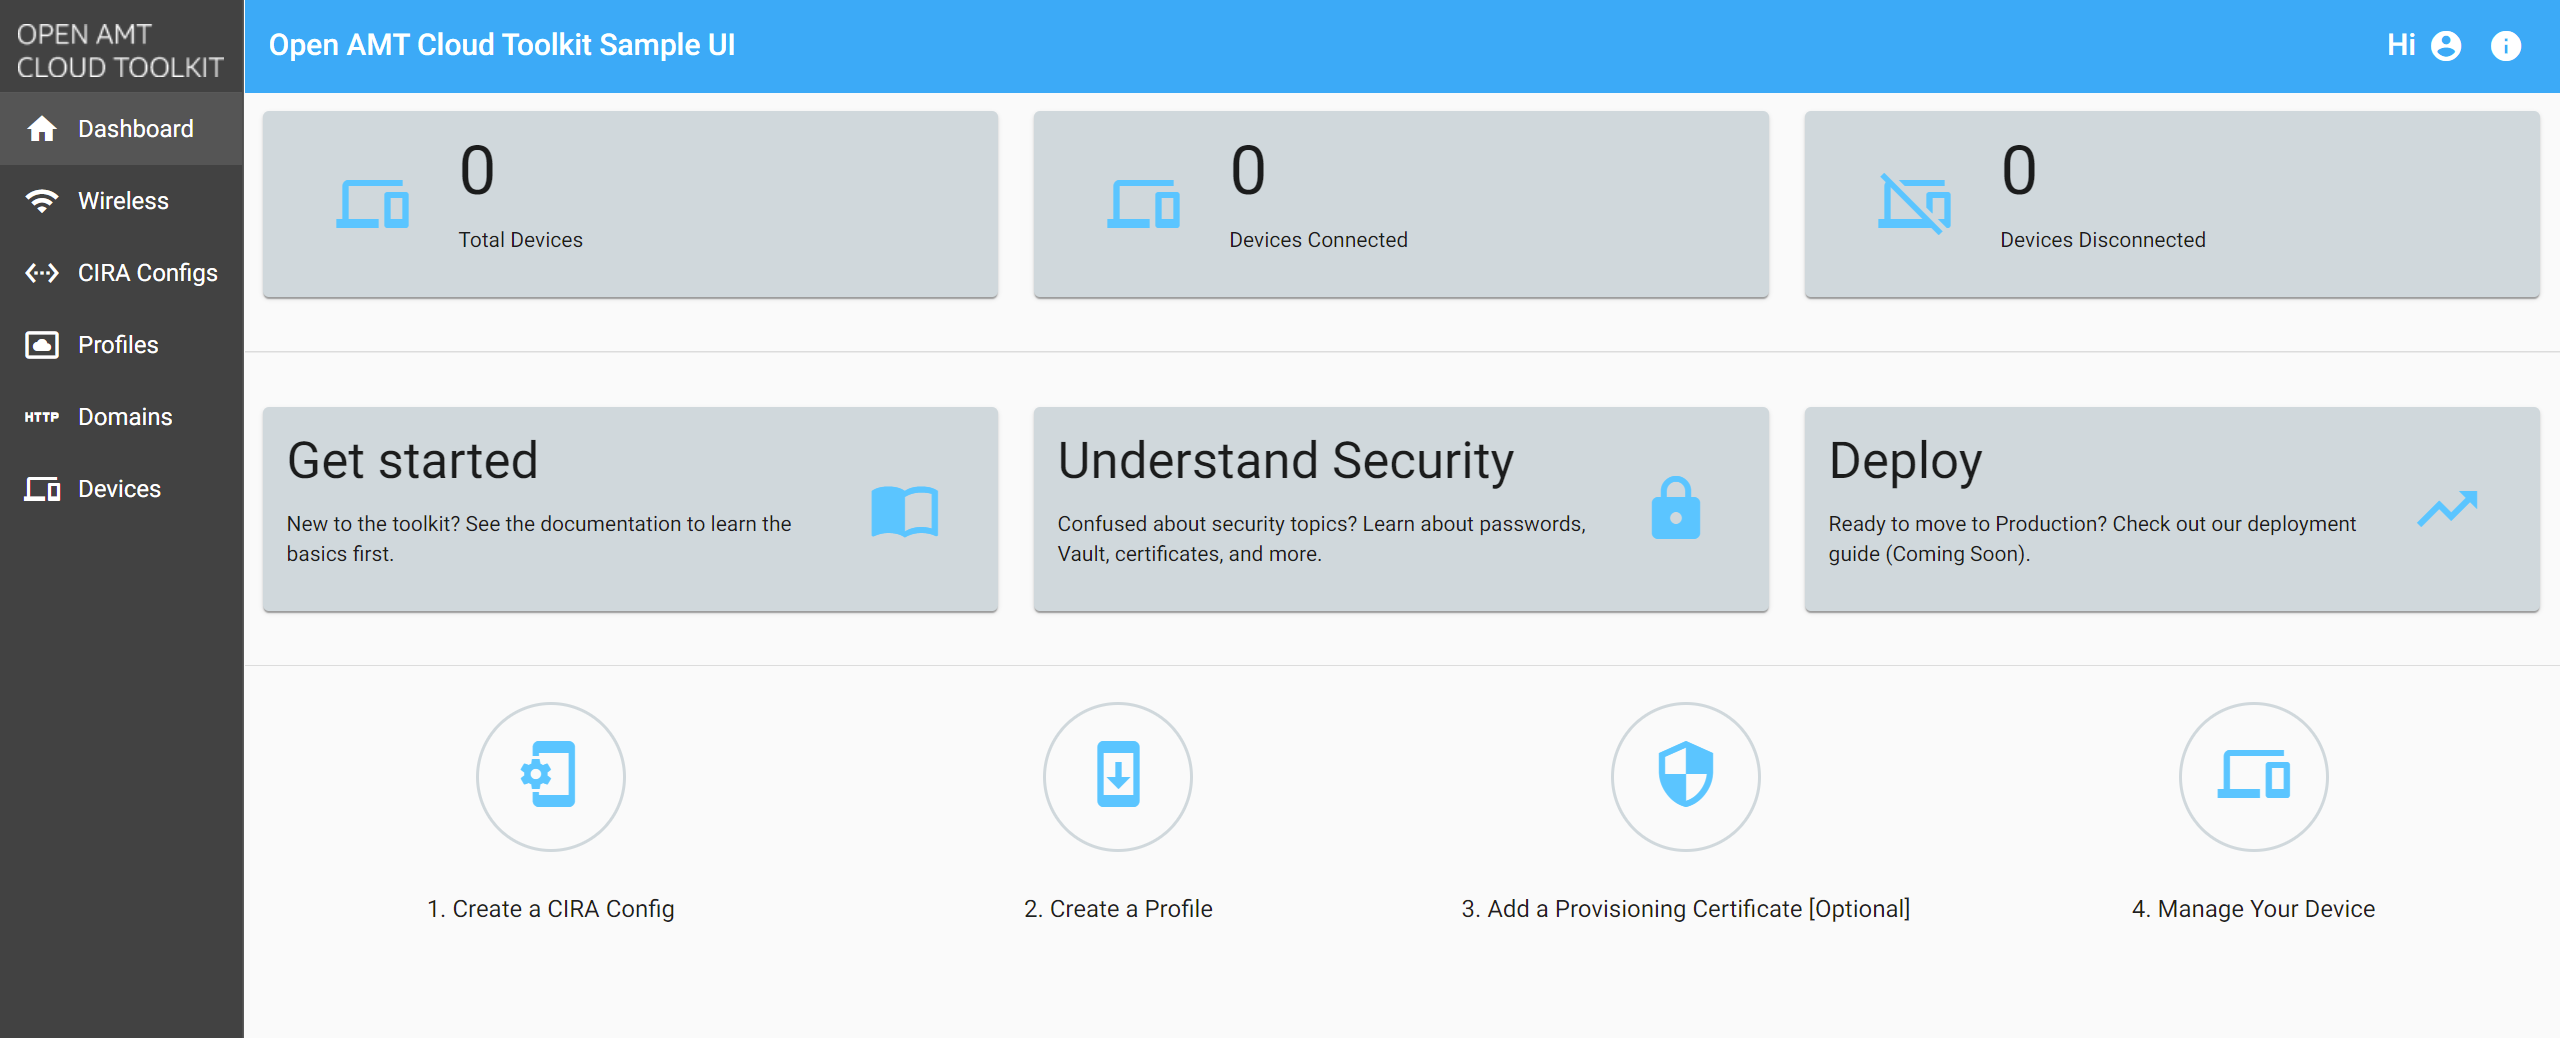 OPEN AMT
CLOUD TOOLKIT
Open AMT Cloud Toolkit Sample UI
Hi
Dashboard
Wireless
CIRA Configs
Profiles
HTTP Domains
Devices
0
Total Devices
0
Devices Connected
0
Devices Disconnected
Get started
New to the toolkit? See the documentation to learn the
basics first.
Understand Security
Confused about security topics? Learn about passwords,
Vault, certificates, and more.
Deploy
Ready to move to Production? Check out our deployment
guide (Coming Soon).
1. Create a CIRA Config
2. Create a Profile
3. Add a Provisioning Certificate [Optional]
4. Manage Your Device